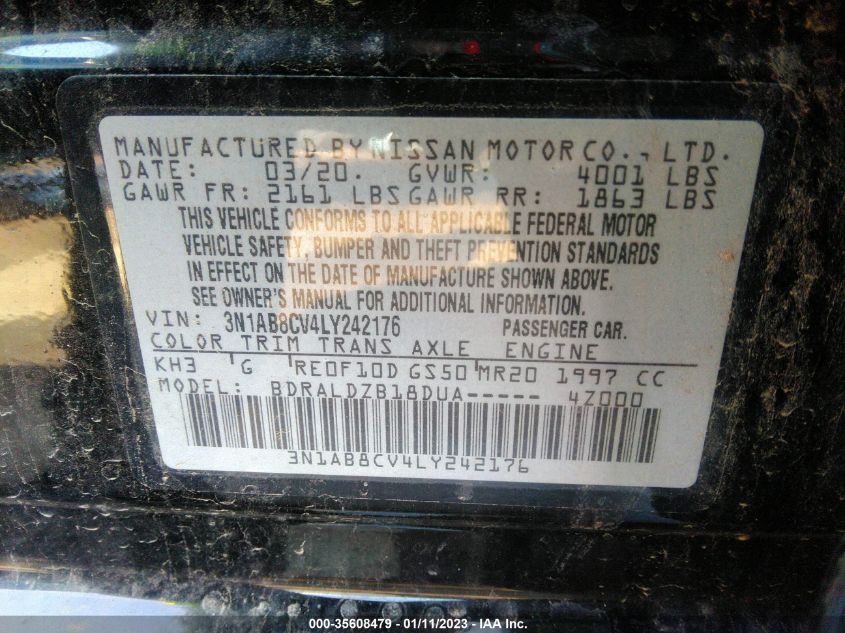 MANUFACTURED BY NISSAN MOTOR CO., LTD.
DATE: 03/20. GVWR: 4001 LBS
GAWR FR: 2161 LBS GAWR RR: 1863 LBS
THIS VEHICLE CONFORMS TO ALL APPLICABLE FEDERAL MOTOR
VEHICLE SAFETY, BUMPER AND THEFT PREVENTION STANDARDS
IN EFFECT ON THE DATE OF MANUFACTURE SHOWN ABOVE.
SEE OWNER'S MANUAL FOR ADDITIONAL INFORMATION.
VIN: 3N1AB8CV4LY242176 PASSENGER CAR.
COLOR TRIM TRANS AXLE ENGINE
KH3 G RE0F10D GS50 MR20 1997 CC
MODEL: BDRALDZB18DUA----- 4Z000
3N1AB8CV4LY242176
000-35608479 - 01/11/2023 - IAA Inc.